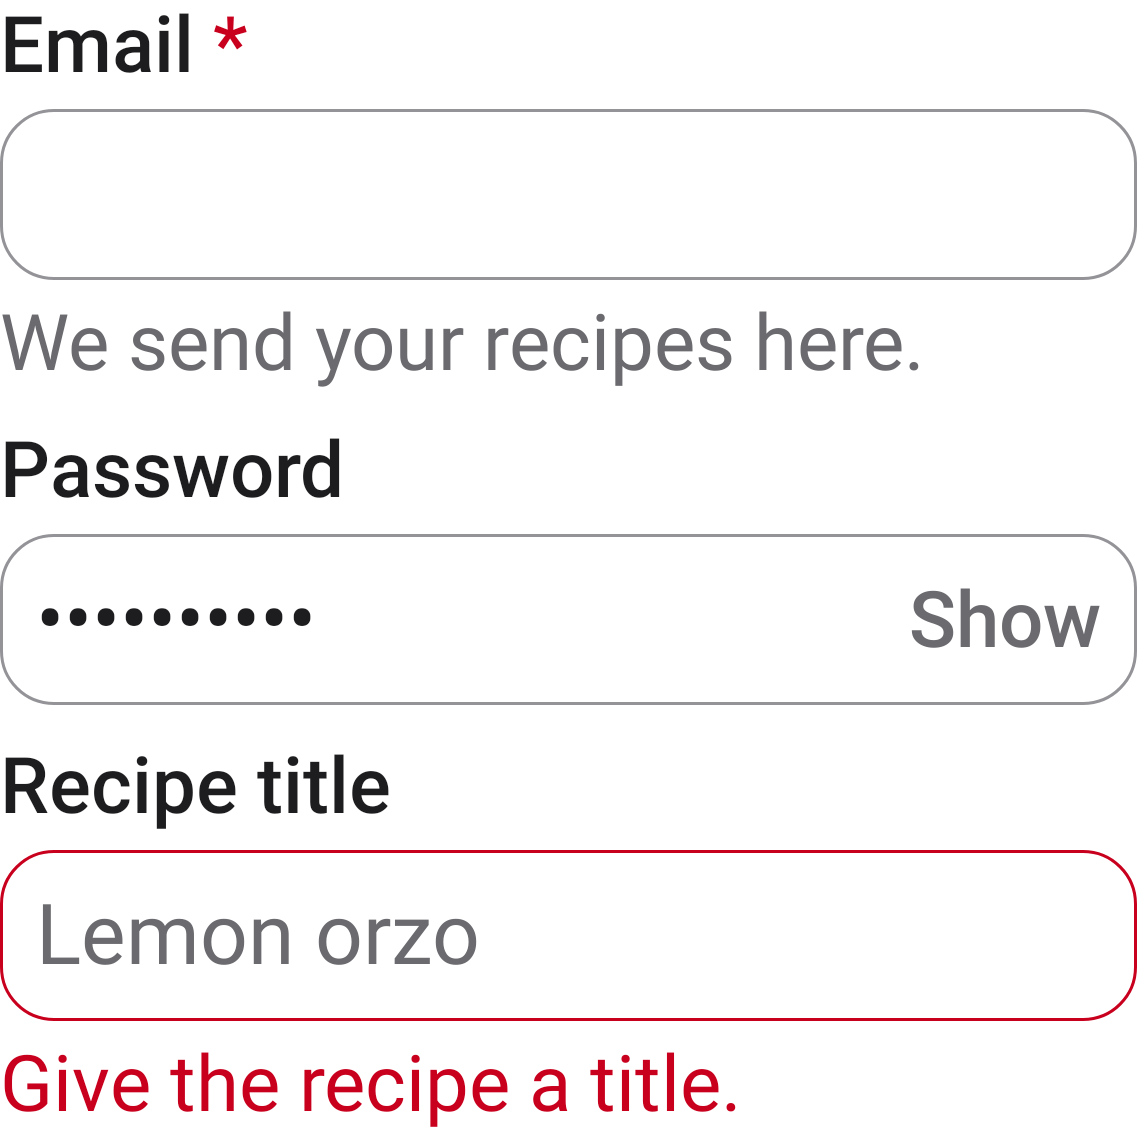 Email *
We send your recipes here.
Password
•••••••••• Show
Recipe title
Lemon orzo
Give the recipe a title.